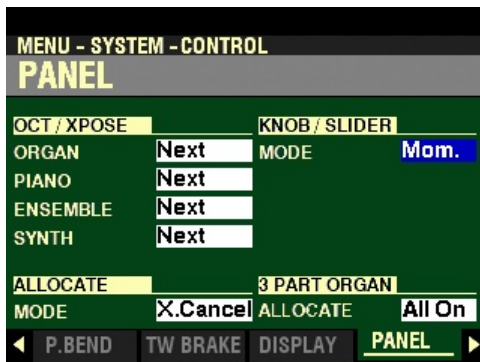 MENU - SYSTEM - CONTROL
PANEL
OCT / XPOSE KNOB / SLIDER
ORGAN Next MODE Mom.
PIANO Next
ENSEMBLE Next
SYNTH Next
ALLOCATE 3 PART ORGAN
MODE X.Cancel ALLOCATE All On
P.BEND TW BRAKE DISPLAY PANEL